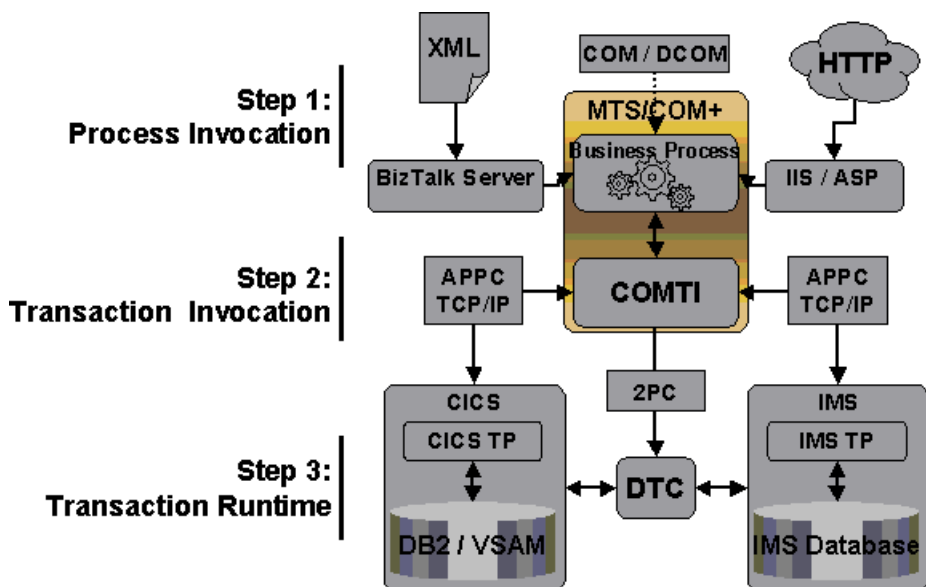 XML
COM / DCOM
HTTP
Step 1:
Process Invocation
MTS/COM+
Business Process
BizTalk Server
IIS / ASP
Step 2:
Transaction Invocation
APPC
TCP/IP
COMTI
APPC
TCP/IP
2PC
Step 3:
Transaction Runtime
CICS
CICS TP
DB2 / VSAM
DTC
IMS
IMS TP
IMS Database